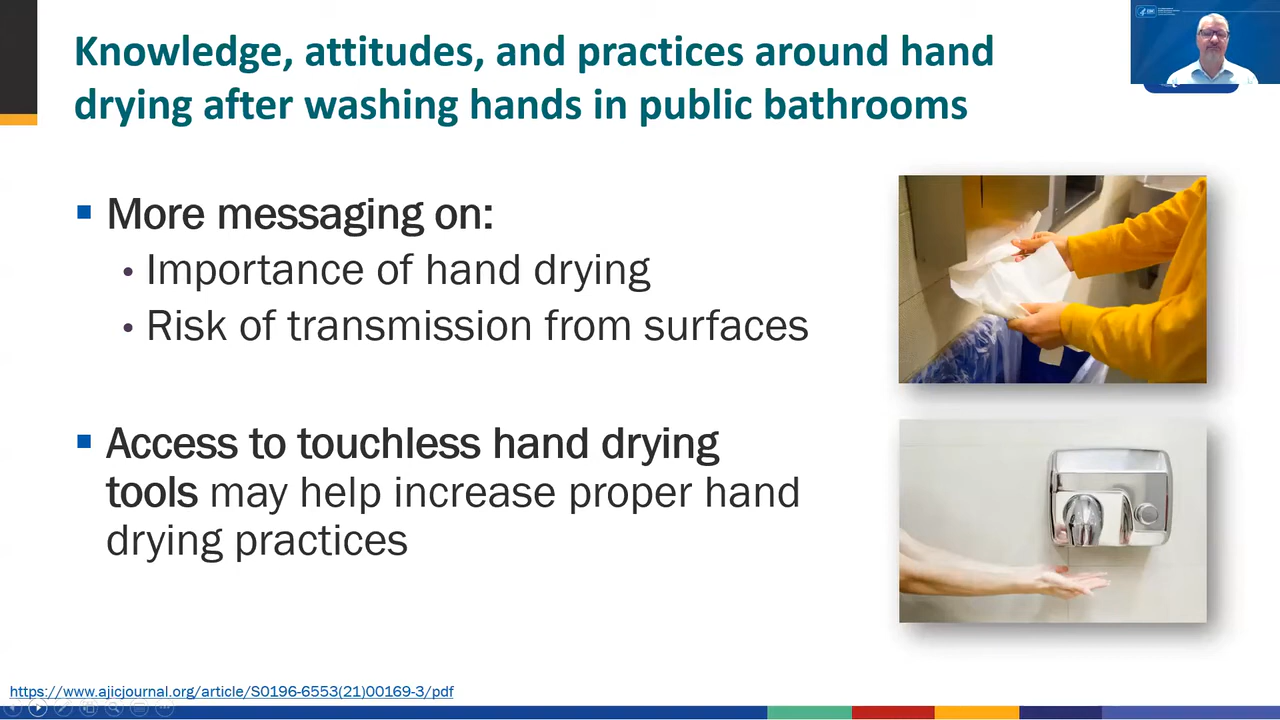 Knowledge, attitudes, and practices around hand
drying after washing hands in public bathrooms
More messaging on:
Importance of hand drying
Risk of transmission from surfaces
Access to touchless hand drying
tools may help increase proper hand
drying practices
https://www.ajicjournal.org/article/S0196-6553(21)00169-3/pdf